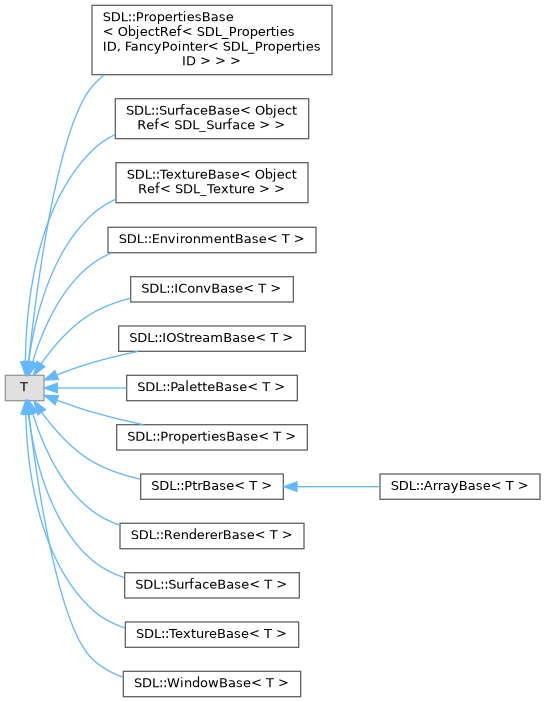 SDL::PropertiesBase
< ObjectRef< SDL_Properties
ID, FancyPointer< SDL_Properties
ID > > >
SDL::SurfaceBase< Object
Ref< SDL_Surface > >
SDL::TextureBase< Object
Ref< SDL_Texture > >
SDL::EnvironmentBase< T >
SDL::IConvBase< T >
SDL::IOStreamBase< T >
T
SDL::PaletteBase< T >
SDL::PropertiesBase< T >
SDL::PtrBase< T >
SDL::ArrayBase< T >
SDL::RendererBase< T >
SDL::SurfaceBase< T >
SDL::TextureBase< T >
SDL::WindowBase< T >